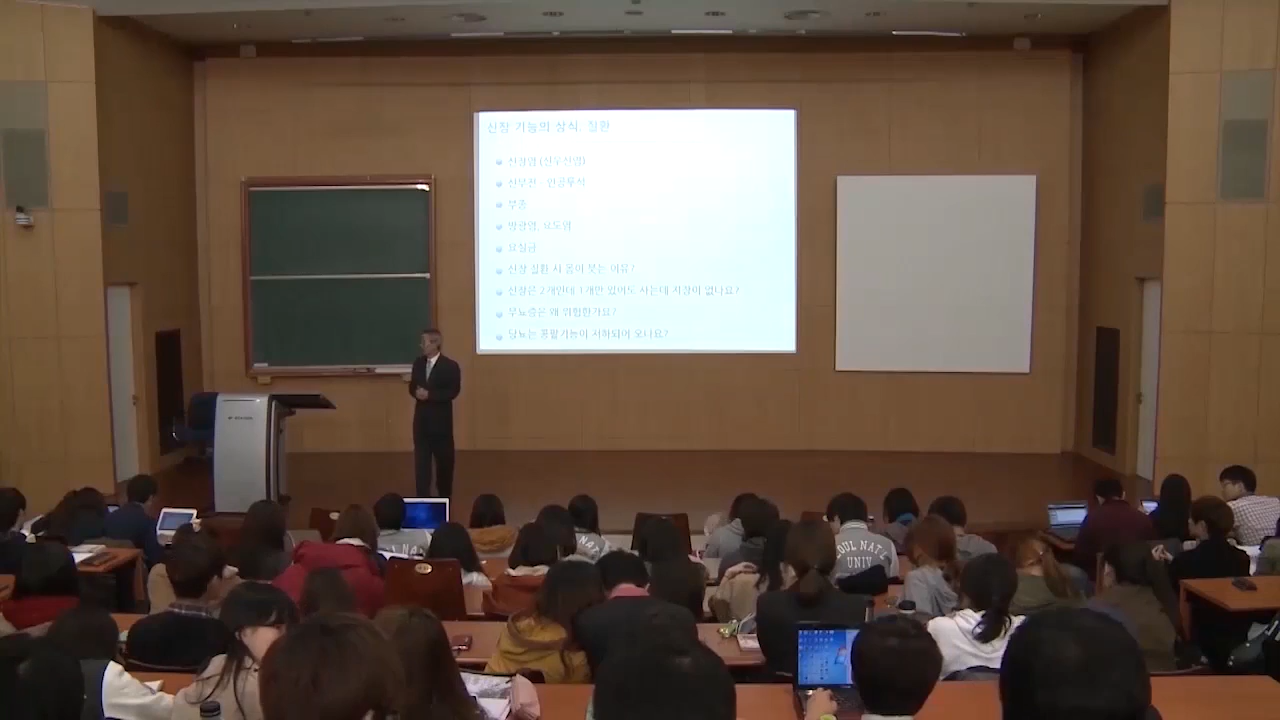 신장 기능의 상식, 질환
신장염 (신우신염)
신부전 - 인공투석
부종
방광염, 요도염
요실금
신장 질환 시 몸이 붓는 이유?
신장은 2개인데 1개만 있어도 사는데 지장이 없나요?
무뇨증은 왜 위험한가요?
당뇨는 콩팥기능이 저하되어 오나요?
OUL NAT'L
UNIV